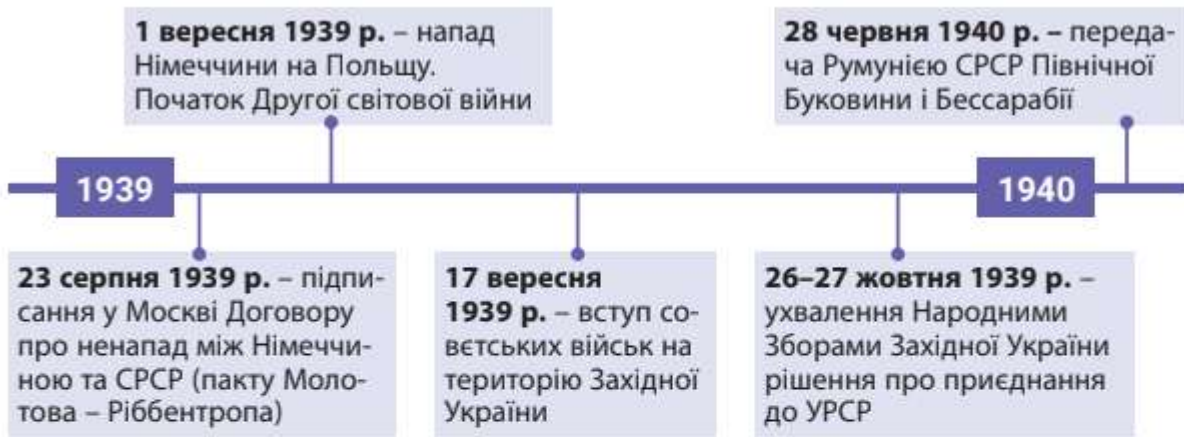 1 вересня 1939 р. – напад
Німеччини на Польщу.
Початок Другої світової війни
28 червня 1940 р. – переда-
ча Румунією СРСР Північної
Буковини і Бессарабії
1939
1940
23 серпня 1939 р. – підпи-
сання у Москві Договору
про ненапад між Німеччи-
ною та СРСР (пакту Моло-
това – Ріббентропа)
17 вересня
1939 р. – вступ со-
вєтських військ на
територію Західної
України
26–27 жовтня 1939 р. –
ухвалення Народними
Зборами Західної України
рішення про приєднання
до УРСР